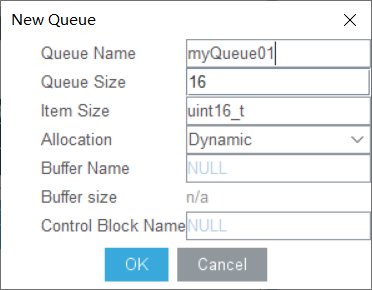 New Queue
Queue Name myQueue01
Queue Size 16
Item Size uint16_t
Allocation Dynamic
Buffer Name NULL
Buffer size n/a
Control Block Name NULL
OK Cancel